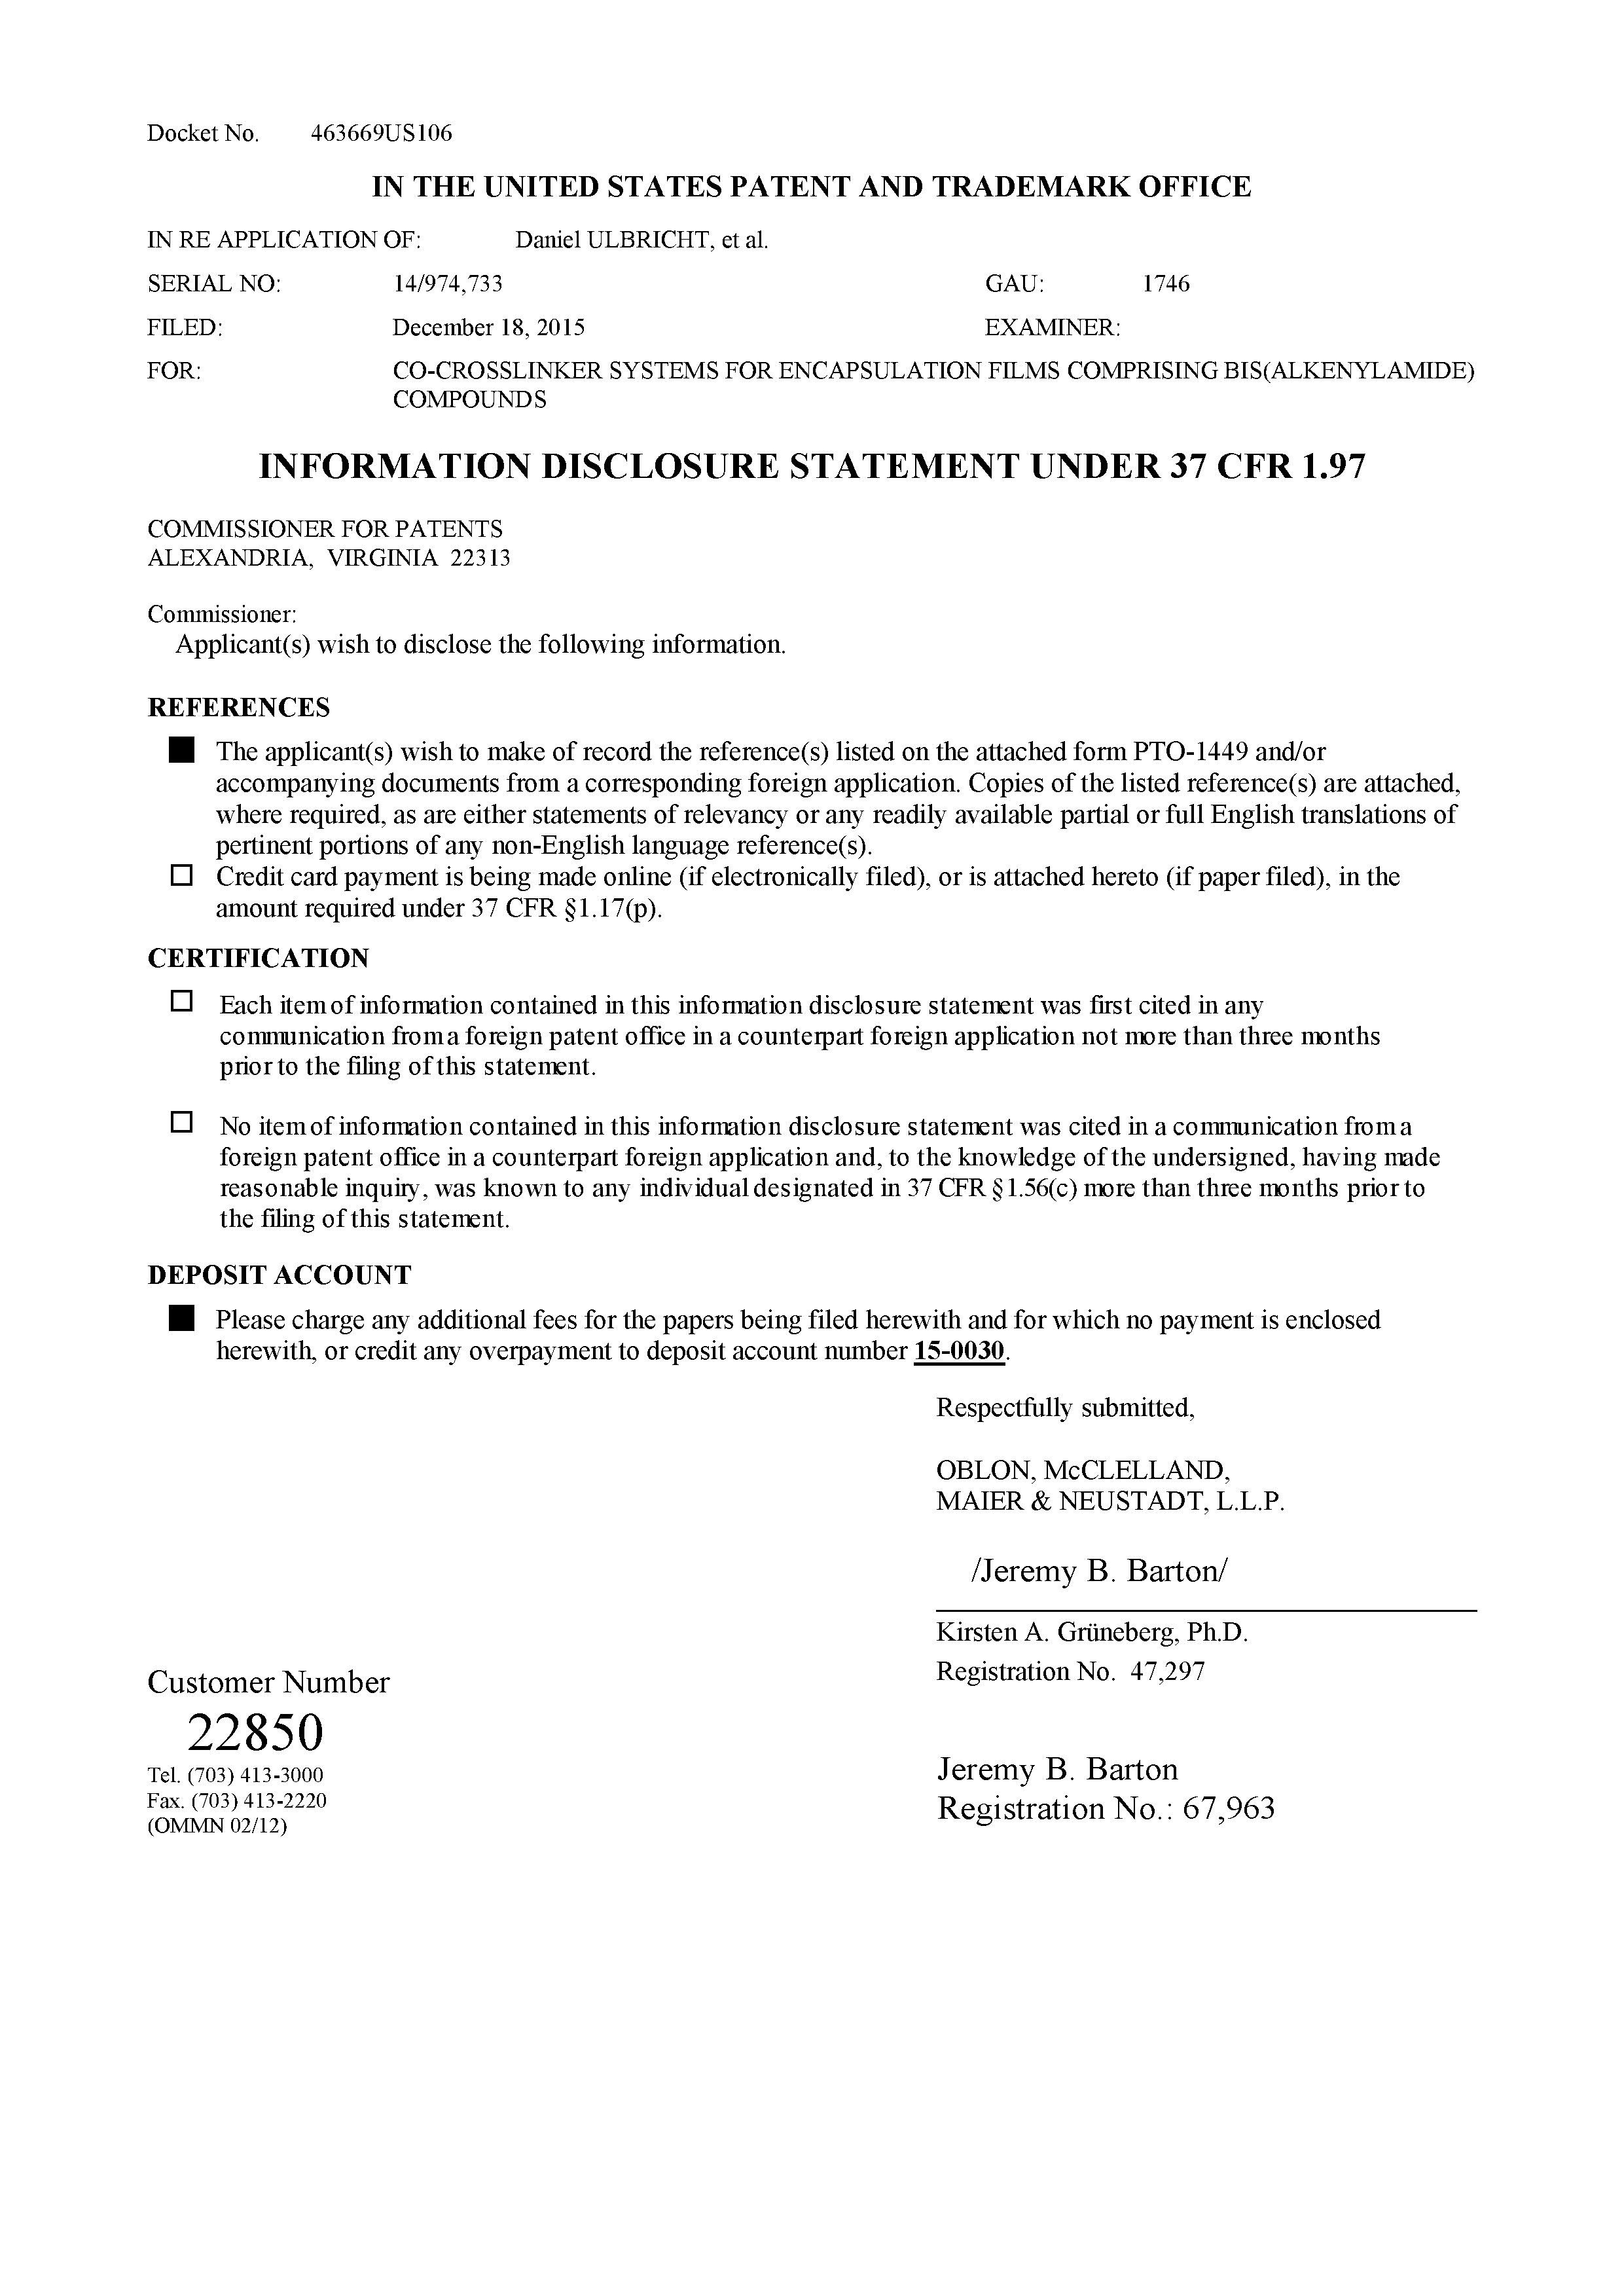 Docket No. 463669US106
IN THE UNITED STATES PATENT AND TRADEMARK OFFICE
IN RE APPLICATION OF: Daniel ULBRICHT, et al.
SERIAL NO: 14/974,733 GAU: 1746
FILED: December 18, 2015 EXAMINER:
FOR: CO-CROSSLINKER SYSTEMS FOR ENCAPSULATION FILMS COMPRISING BIS(ALKENYLAMIDE)
COMPOUNDS
INFORMATION DISCLOSURE STATEMENT UNDER 37 CFR 1.97
COMMISSIONER FOR PATENTS
ALEXANDRIA, VIRGINIA 22313
Commissioner:
Applicant(s) wish to disclose the following information.
REFERENCES
■ The applicant(s) wish to make of record the reference(s) listed on the attached form PTO-1449 and/or
accompanying documents from a corresponding foreign application. Copies of the listed reference(s) are attached,
where required, as are either statements of relevancy or any readily available partial or full English translations of
pertinent portions of any non-English language reference(s).
□ Credit card payment is being made online (if electronically filed), or is attached hereto (if paper filed), in the
amount required under 37 CFR §1.17(p).
CERTIFICATION
□ Each item of information contained in this information disclosure statement was first cited in any
communication from a foreign patent office in a counterpart foreign application not more than three months
prior to the filing of this statement.
□ No item of information contained in this information disclosure statement was cited in a communication from a
foreign patent office in a counterpart foreign application and, to the knowledge of the undersigned, having made
reasonable inquiry, was known to any individual designated in 37 CFR §1.56(c) more than three months prior to
the filing of this statement.
DEPOSIT ACCOUNT
■ Please charge any additional fees for the papers being filed herewith and for which no payment is enclosed
herewith, or credit any overpayment to deposit account number 15-0030.
Respectfully submitted,
OBLON, McCLELLAND,
MAIER & NEUSTADT, L.L.P.
/Jeremy B. Barton/
Kirsten A. Grüneberg, Ph.D.
Registration No. 47,297
Customer Number
22850
Tel. (703) 413-3000
Fax. (703) 413-2220
(OMMN 02/12)
Jeremy B. Barton
Registration No.: 67,963